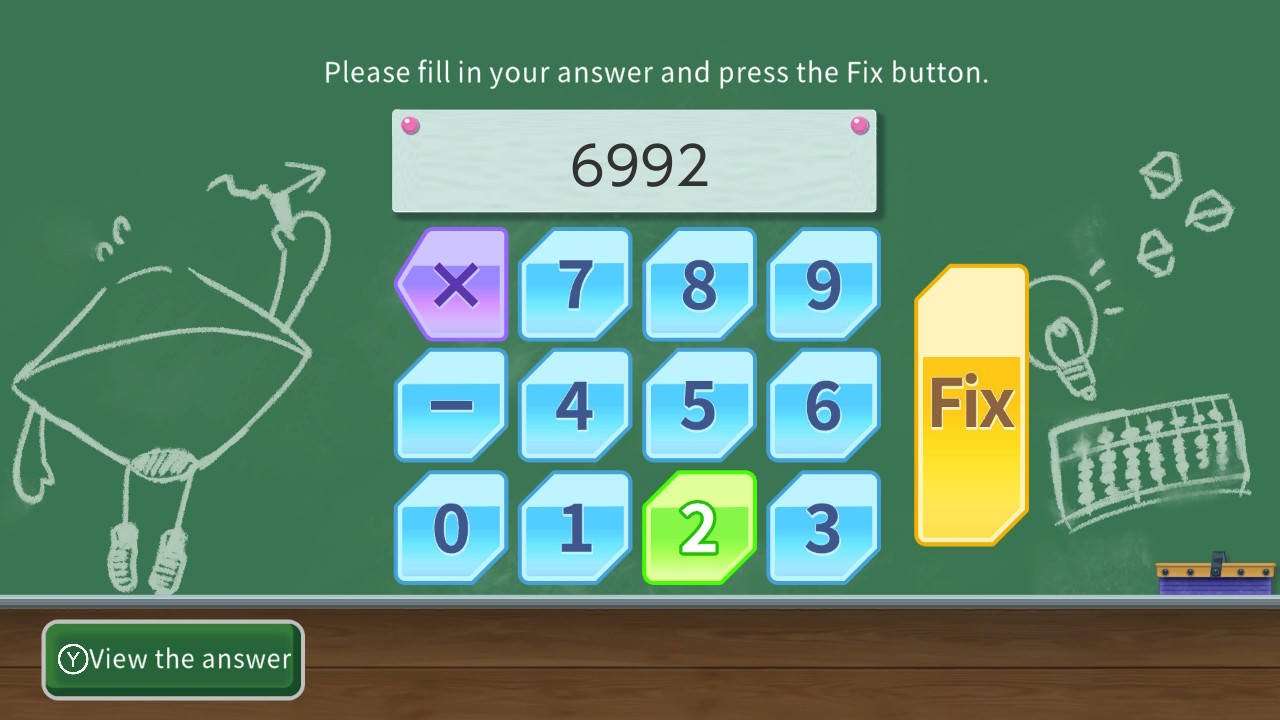 Please fill in your answer and press the Fix button.
6992
× 7 8 9
− 4 5 6
Fix
0 1 2 3
Ⓨ View the answer